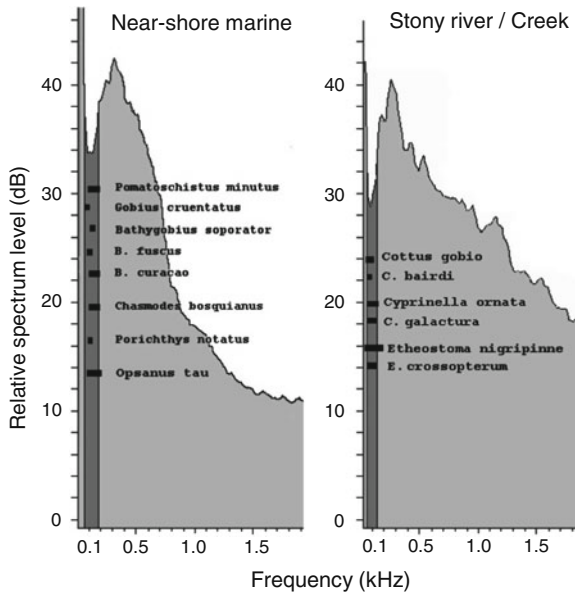 Near-shore marine
Stony river / Creek
Relative spectrum level (dB)
40
30
20
10
0
Pomatoschistus minutus
Gobius cruentatus
Bathygobius soporator
B. fuscus
B. curacao
Chasmodes bosquianus
Porichthys notatus
Opsanus tau
0.1 0.5 1.0 1.5
40
30
20
10
0
Cottus gobio
C. bairdi
Cyprinella ornata
C. galactura
Etheostoma nigripinne
E.crossopterum
0.1 0.5 1.0 1.5
Frequency (kHz)